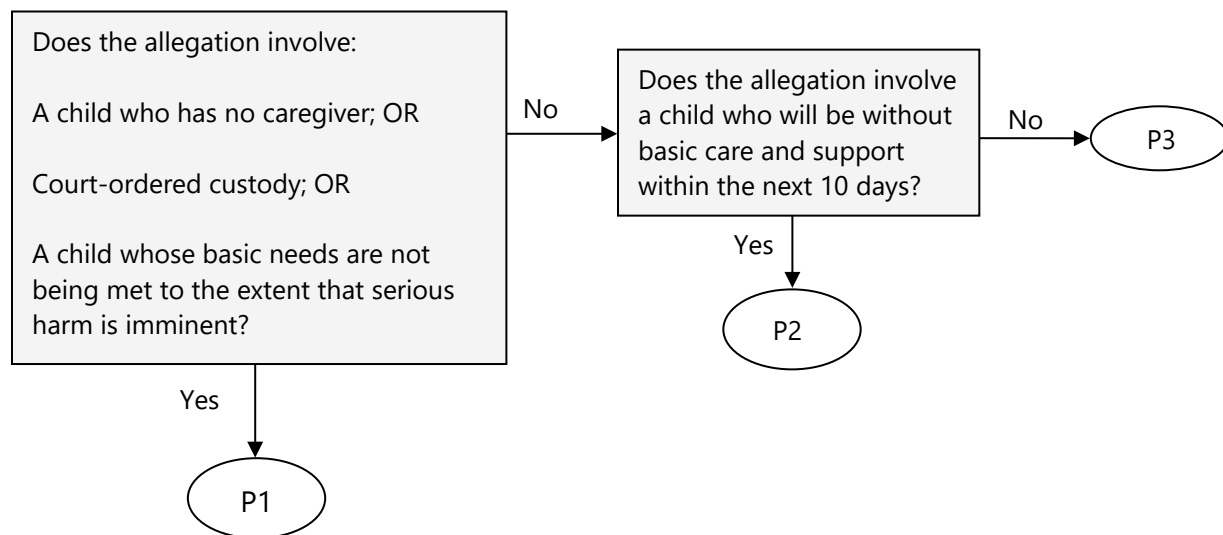 Does the allegation involve:
A child who has no caregiver; OR
Court-ordered custody; OR
A child whose basic needs are not
being met to the extent that serious
harm is imminent?
No
Does the allegation involve
a child who will be without
basic care and support
within the next 10 days?
No
P3
Yes
P2
Yes
P1